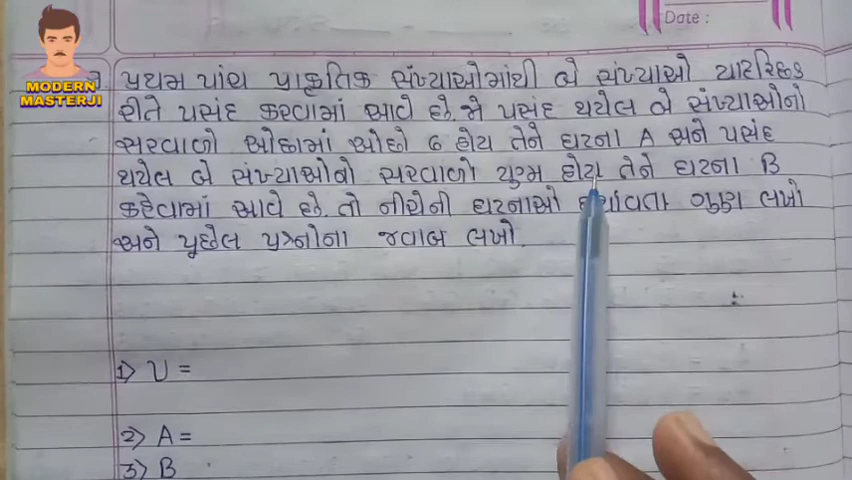 Date :
MODERN
MASTERJI
પ્રથમ પાંચ પ્રાકૃતિક સંખ્યાઓમાંથી બે સંખ્યાઓ યાદચ્છિક
રીતે પસંદ કરવામાં આવે છે. જો પસંદ થયેલ બે સંખ્યાઓનો
સરવાળો ઓછામાં ઓછો 6 હોય તેને ઘટના A અને પસંદ
થયેલ બે સંખ્યાઓનો સરવાળો યુગ્મ હોય તેને ઘટના B
કહેવામાં આવે છે. તો નીચેની ઘટનાઓ દર્શાવતા ગણ લખો
અને પૂછેલ પ્રશ્નોના જવાબ લખો.
1) U =
2) A =
3) B